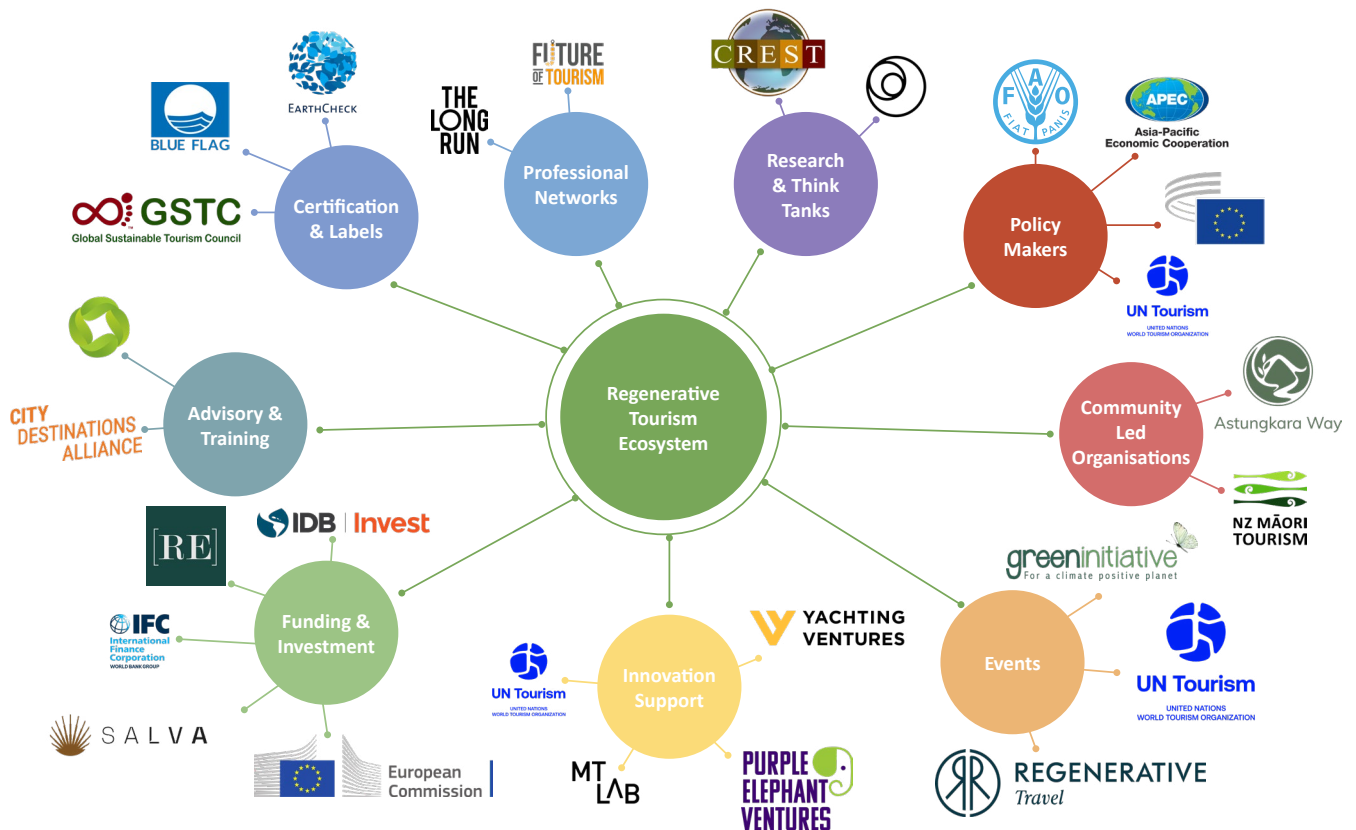 CREST
FUTURE
OF TOURISM
THE
LONG
RUN
EARTHCHECK
BLUE FLAG
FAO
FIAT PANIS
APEC
Asia-Pacific
Economic Cooperation
Certification
& Labels
Professional
Networks
Research
& Think
Tanks
Policy
Makers
GSTC
Global Sustainable Tourism Council
UN Tourism
UNITED NATIONS
WORLD TOURISM ORGANIZATION
Regenerative
Tourism
Ecosystem
CITY
DESTINATIONS
ALLIANCE
Advisory &
Training
Community
Led
Organisations
Astungkara Way
NZ MĀORI
TOURISM
[RE]
IDB | Invest
greeninitiative
For a climate positive planet
IFC
International
Finance
Corporation
WORLD BANK GROUP
Funding &
Investment
UN Tourism
UNITED NATIONS
WORLD TOURISM ORGANIZATION
Innovation
Support
YACHTING
VENTURES
Events
UN Tourism
UNITED NATIONS
WORLD TOURISM ORGANIZATION
SALVA
European
Commission
MT
LAB
PURPLE
ELEPHANT
VENTURES
REGENERATIVE
Travel